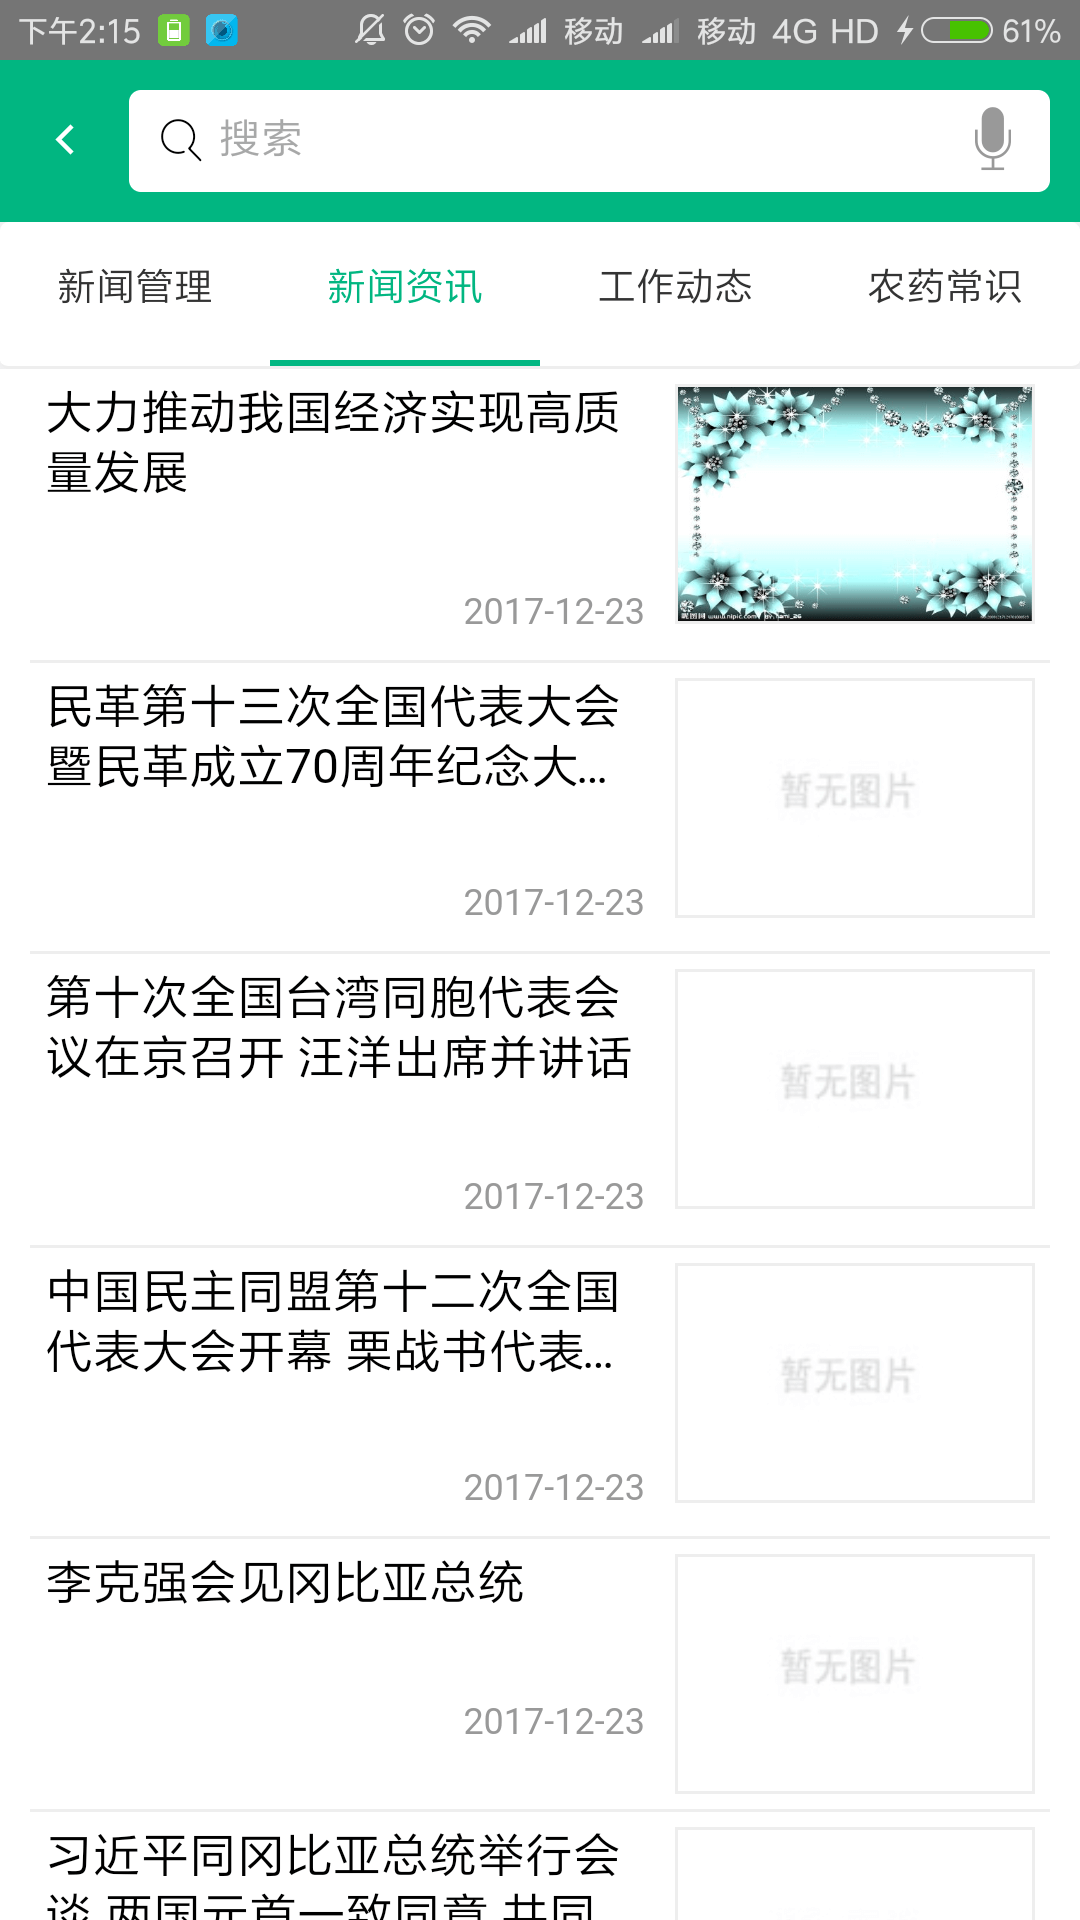 下午2:15 移动 移动 4G HD 61%
搜索
新闻管理 新闻资讯 工作动态 农药常识
大力推动我国经济实现高质
量发展
2017-12-23
民革第十三次全国代表大会
暨民革成立70周年纪念大...
2017-12-23
暂无图片
第十次全国台湾同胞代表会
议在京召开 汪洋出席并讲话
2017-12-23
暂无图片
中国民主同盟第十二次全国
代表大会开幕 栗战书代表...
2017-12-23
暂无图片
李克强会见冈比亚总统
2017-12-23
暂无图片
习近平同冈比亚总统举行会
谈 两国元首一致同意 共同